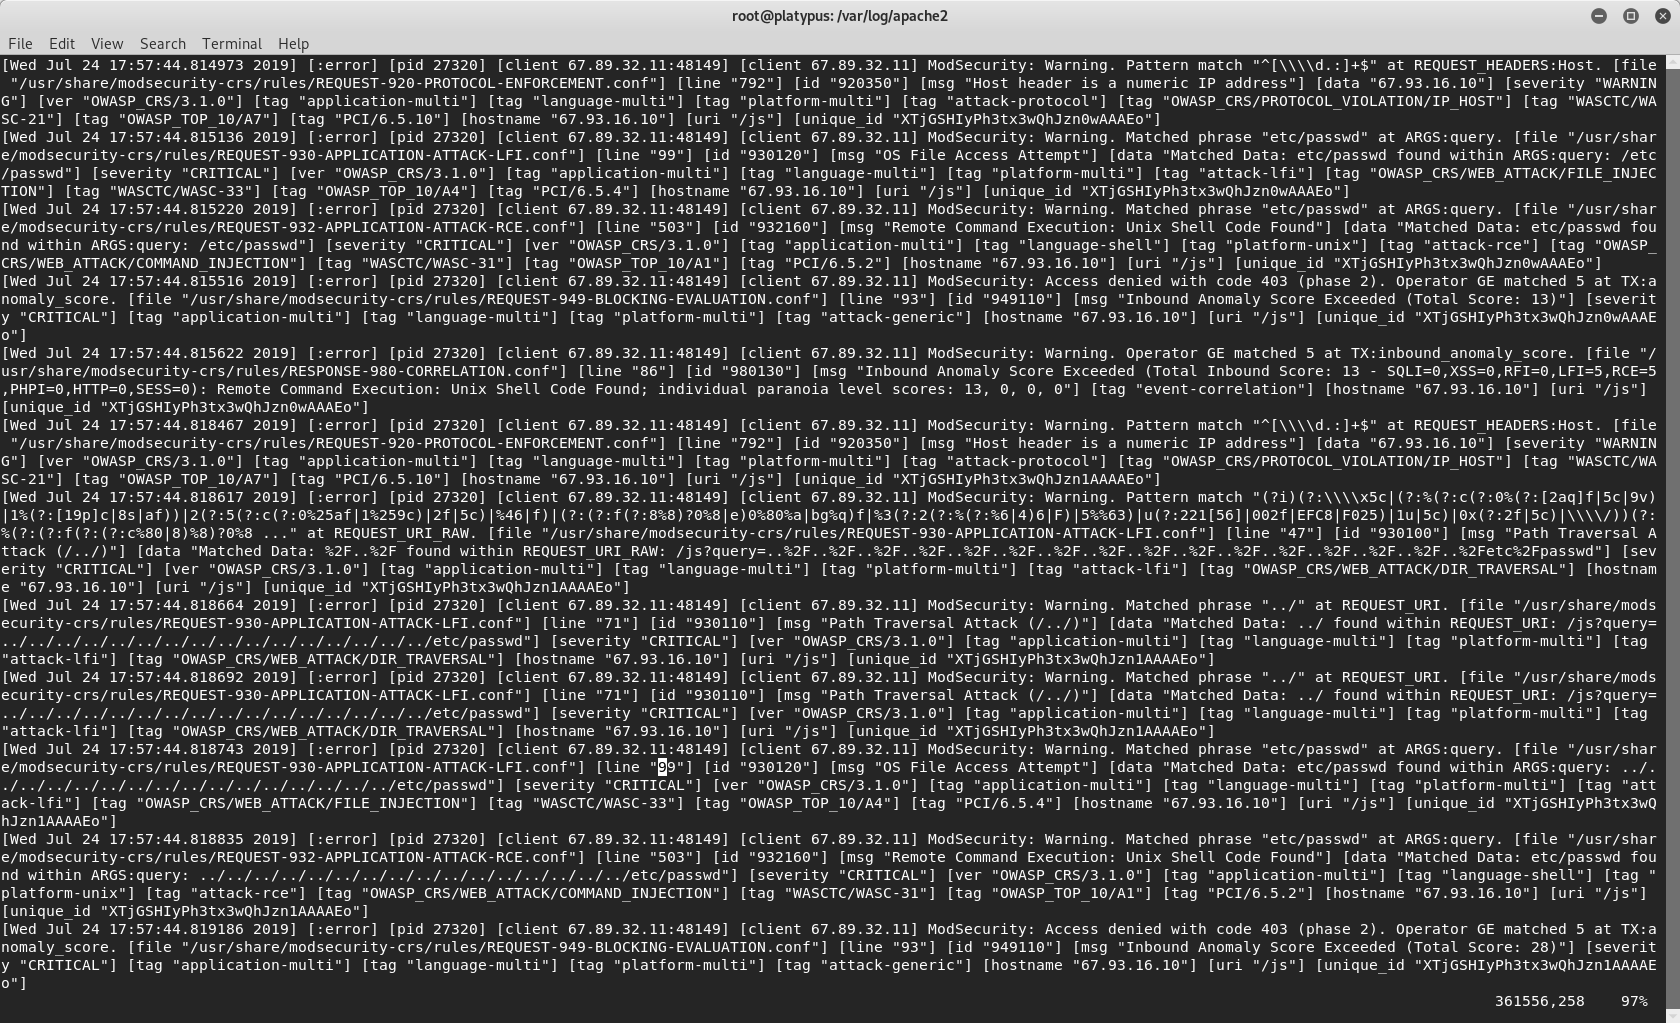 root@platypus: /var/log/apache2
File Edit View Search Terminal Help
[Wed Jul 24 17:57:44.814973 2019] [:error] [pid 27320] [client 67.89.32.11:48149] [client 67.89.32.11] ModSecurity: Warning. Pattern match "^[\\\\d.:]+$" at REQUEST_HEADERS:Host. [file
"/usr/share/modsecurity-crs/rules/REQUEST-920-PROTOCOL-ENFORCEMENT.conf"] [line "792"] [id "920350"] [msg "Host header is a numeric IP address"] [data "67.93.16.10"] [severity "WARNIN
G"] [ver "OWASP_CRS/3.1.0"] [tag "application-multi"] [tag "language-multi"] [tag "platform-multi"] [tag "attack-protocol"] [tag "OWASP_CRS/PROTOCOL_VIOLATION/IP_HOST"] [tag "WASCTC/WA
SC-21"] [tag "OWASP_TOP_10/A7"] [tag "PCI/6.5.10"] [hostname "67.93.16.10"] [uri "/js"] [unique_id "XTjGSHIyPh3tx3wQhJzn0wAAAEo"]
[Wed Jul 24 17:57:44.815136 2019] [:error] [pid 27320] [client 67.89.32.11:48149] [client 67.89.32.11] ModSecurity: Warning. Matched phrase "etc/passwd" at ARGS:query. [file "/usr/shar
e/modsecurity-crs/rules/REQUEST-930-APPLICATION-ATTACK-LFI.conf"] [line "99"] [id "930120"] [msg "OS File Access Attempt"] [data "Matched Data: etc/passwd found within ARGS:query: /etc
/passwd"] [severity "CRITICAL"] [ver "OWASP_CRS/3.1.0"] [tag "application-multi"] [tag "language-multi"] [tag "platform-multi"] [tag "attack-lfi"] [tag "OWASP_CRS/WEB_ATTACK/FILE_INJEC
TION"] [tag "WASCTC/WASC-33"] [tag "OWASP_TOP_10/A4"] [tag "PCI/6.5.4"] [hostname "67.93.16.10"] [uri "/js"] [unique_id "XTjGSHIyPh3tx3wQhJzn0wAAAEo"]
[Wed Jul 24 17:57:44.815220 2019] [:error] [pid 27320] [client 67.89.32.11:48149] [client 67.89.32.11] ModSecurity: Warning. Matched phrase "etc/passwd" at ARGS:query. [file "/usr/shar
e/modsecurity-crs/rules/REQUEST-932-APPLICATION-ATTACK-RCE.conf"] [line "503"] [id "932160"] [msg "Remote Command Execution: Unix Shell Code Found"] [data "Matched Data: etc/passwd fou
nd within ARGS:query: /etc/passwd"] [severity "CRITICAL"] [ver "OWASP_CRS/3.1.0"] [tag "application-multi"] [tag "language-shell"] [tag "platform-unix"] [tag "attack-rce"] [tag "OWASP_
CRS/WEB_ATTACK/COMMAND_INJECTION"] [tag "WASCTC/WASC-31"] [tag "OWASP_TOP_10/A1"] [tag "PCI/6.5.2"] [hostname "67.93.16.10"] [uri "/js"] [unique_id "XTjGSHIyPh3tx3wQhJzn0wAAAEo"]
[Wed Jul 24 17:57:44.815516 2019] [:error] [pid 27320] [client 67.89.32.11:48149] [client 67.89.32.11] ModSecurity: Access denied with code 403 (phase 2). Operator GE matched 5 at TX:a
nomaly_score. [file "/usr/share/modsecurity-crs/rules/REQUEST-949-BLOCKING-EVALUATION.conf"] [line "93"] [id "949110"] [msg "Inbound Anomaly Score Exceeded (Total Score: 13)"] [severit
y "CRITICAL"] [tag "application-multi"] [tag "language-multi"] [tag "platform-multi"] [tag "attack-generic"] [hostname "67.93.16.10"] [uri "/js"] [unique_id "XTjGSHIyPh3tx3wQhJzn0wAAAE
o"]
[Wed Jul 24 17:57:44.815622 2019] [:error] [pid 27320] [client 67.89.32.11:48149] [client 67.89.32.11] ModSecurity: Warning. Operator GE matched 5 at TX:inbound_anomaly_score. [file "/
usr/share/modsecurity-crs/rules/RESPONSE-980-CORRELATION.conf"] [line "86"] [id "980130"] [msg "Inbound Anomaly Score Exceeded (Total Inbound Score: 13 - SQLI=0,XSS=0,RFI=0,LFI=5,RCE=5
,PHPI=0,HTTP=0,SESS=0): Remote Command Execution: Unix Shell Code Found; individual paranoia level scores: 13, 0, 0, 0"] [tag "event-correlation"] [hostname "67.93.16.10"] [uri "/js"]
[unique_id "XTjGSHIyPh3tx3wQhJzn0wAAAEo"]
[Wed Jul 24 17:57:44.818467 2019] [:error] [pid 27320] [client 67.89.32.11:48149] [client 67.89.32.11] ModSecurity: Warning. Pattern match "^[\\\\d.:]+$" at REQUEST_HEADERS:Host. [file
"/usr/share/modsecurity-crs/rules/REQUEST-920-PROTOCOL-ENFORCEMENT.conf"] [line "792"] [id "920350"] [msg "Host header is a numeric IP address"] [data "67.93.16.10"] [severity "WARNIN
G"] [ver "OWASP_CRS/3.1.0"] [tag "application-multi"] [tag "language-multi"] [tag "platform-multi"] [tag "attack-protocol"] [tag "OWASP_CRS/PROTOCOL_VIOLATION/IP_HOST"] [tag "WASCTC/WA
SC-21"] [tag "OWASP_TOP_10/A7"] [tag "PCI/6.5.10"] [hostname "67.93.16.10"] [uri "/js"] [unique_id "XTjGSHIyPh3tx3wQhJzn1AAAAEo"]
[Wed Jul 24 17:57:44.818617 2019] [:error] [pid 27320] [client 67.89.32.11:48149] [client 67.89.32.11] ModSecurity: Warning. Pattern match "(?i)(?:\\\\x5c|(?:%(?:c(?:0%(?:[2aq]f|5c|9v)
|1%(?:[19p]c|8s|af))|2(?:5(?:c(?:0%25af|1%259c)|2f|5c)|%46|f)|(?:(?:f(?:8%8)?0%8|e)0%80%a|bg%q)f|%3(?:2(?:%(?:%6|4)6|F)|5%%63)|u(?:221[56]|002f|EFC8|F025)|1u|5c)|0x(?:2f|5c)|\\\\/))(?:
%(?:(?:f(?:(?:c%80|8)%8)?0%8 ..." at REQUEST_URI_RAW. [file "/usr/share/modsecurity-crs/rules/REQUEST-930-APPLICATION-ATTACK-LFI.conf"] [line "47"] [id "930100"] [msg "Path Traversal A
ttack (/../)"] [data "Matched Data: %2F..%2F found within REQUEST_URI_RAW: /js?query=..%2F..%2F..%2F..%2F..%2F..%2F..%2F..%2F..%2F..%2F..%2F..%2F..%2F..%2F..%2F..%2Fetc%2Fpasswd"] [sev
erity "CRITICAL"] [ver "OWASP_CRS/3.1.0"] [tag "application-multi"] [tag "language-multi"] [tag "platform-multi"] [tag "attack-lfi"] [tag "OWASP_CRS/WEB_ATTACK/DIR_TRAVERSAL"] [hostnam
e "67.93.16.10"] [uri "/js"] [unique_id "XTjGSHIyPh3tx3wQhJzn1AAAAEo"]
[Wed Jul 24 17:57:44.818664 2019] [:error] [pid 27320] [client 67.89.32.11:48149] [client 67.89.32.11] ModSecurity: Warning. Matched phrase "../" at REQUEST_URI. [file "/usr/share/mods
ecurity-crs/rules/REQUEST-930-APPLICATION-ATTACK-LFI.conf"] [line "71"] [id "930110"] [msg "Path Traversal Attack (/../)"] [data "Matched Data: ../ found within REQUEST_URI: /js?query=
../../../../../../../../../../../../../../../../etc/passwd"] [severity "CRITICAL"] [ver "OWASP_CRS/3.1.0"] [tag "application-multi"] [tag "language-multi"] [tag "platform-multi"] [tag
"attack-lfi"] [tag "OWASP_CRS/WEB_ATTACK/DIR_TRAVERSAL"] [hostname "67.93.16.10"] [uri "/js"] [unique_id "XTjGSHIyPh3tx3wQhJzn1AAAAEo"]
[Wed Jul 24 17:57:44.818692 2019] [:error] [pid 27320] [client 67.89.32.11:48149] [client 67.89.32.11] ModSecurity: Warning. Matched phrase "../" at REQUEST_URI. [file "/usr/share/mods
ecurity-crs/rules/REQUEST-930-APPLICATION-ATTACK-LFI.conf"] [line "71"] [id "930110"] [msg "Path Traversal Attack (/../)"] [data "Matched Data: ../ found within REQUEST_URI: /js?query=
../../../../../../../../../../../../../../../../etc/passwd"] [severity "CRITICAL"] [ver "OWASP_CRS/3.1.0"] [tag "application-multi"] [tag "language-multi"] [tag "platform-multi"] [tag
"attack-lfi"] [tag "OWASP_CRS/WEB_ATTACK/DIR_TRAVERSAL"] [hostname "67.93.16.10"] [uri "/js"] [unique_id "XTjGSHIyPh3tx3wQhJzn1AAAAEo"]
[Wed Jul 24 17:57:44.818743 2019] [:error] [pid 27320] [client 67.89.32.11:48149] [client 67.89.32.11] ModSecurity: Warning. Matched phrase "etc/passwd" at ARGS:query. [file "/usr/shar
e/modsecurity-crs/rules/REQUEST-930-APPLICATION-ATTACK-LFI.conf"] [line "99"] [id "930120"] [msg "OS File Access Attempt"] [data "Matched Data: etc/passwd found within ARGS:query: ../.
./../../../../../../../../../../../../../../etc/passwd"] [severity "CRITICAL"] [ver "OWASP_CRS/3.1.0"] [tag "application-multi"] [tag "language-multi"] [tag "platform-multi"] [tag "att
ack-lfi"] [tag "OWASP_CRS/WEB_ATTACK/FILE_INJECTION"] [tag "WASCTC/WASC-33"] [tag "OWASP_TOP_10/A4"] [tag "PCI/6.5.4"] [hostname "67.93.16.10"] [uri "/js"] [unique_id "XTjGSHIyPh3tx3wQ
hJzn1AAAAEo"]
[Wed Jul 24 17:57:44.818835 2019] [:error] [pid 27320] [client 67.89.32.11:48149] [client 67.89.32.11] ModSecurity: Warning. Matched phrase "etc/passwd" at ARGS:query. [file "/usr/shar
e/modsecurity-crs/rules/REQUEST-932-APPLICATION-ATTACK-RCE.conf"] [line "503"] [id "932160"] [msg "Remote Command Execution: Unix Shell Code Found"] [data "Matched Data: etc/passwd fou
nd within ARGS:query: ../../../../../../../../../../../../../../../../etc/passwd"] [severity "CRITICAL"] [ver "OWASP_CRS/3.1.0"] [tag "application-multi"] [tag "language-shell"] [tag "
platform-unix"] [tag "attack-rce"] [tag "OWASP_CRS/WEB_ATTACK/COMMAND_INJECTION"] [tag "WASCTC/WASC-31"] [tag "OWASP_TOP_10/A1"] [tag "PCI/6.5.2"] [hostname "67.93.16.10"] [uri "/js"]
[unique_id "XTjGSHIyPh3tx3wQhJzn1AAAAEo"]
[Wed Jul 24 17:57:44.819186 2019] [:error] [pid 27320] [client 67.89.32.11:48149] [client 67.89.32.11] ModSecurity: Access denied with code 403 (phase 2). Operator GE matched 5 at TX:a
nomaly_score. [file "/usr/share/modsecurity-crs/rules/REQUEST-949-BLOCKING-EVALUATION.conf"] [line "93"] [id "949110"] [msg "Inbound Anomaly Score Exceeded (Total Score: 28)"] [severit
y "CRITICAL"] [tag "application-multi"] [tag "language-multi"] [tag "platform-multi"] [tag "attack-generic"] [hostname "67.93.16.10"] [uri "/js"] [unique_id "XTjGSHIyPh3tx3wQhJzn1AAAAE
o"]
361556,258 97%